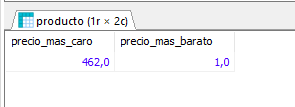 producto (1r × 2c)
precio_mas_caro precio_mas_barato
462,0 1,0